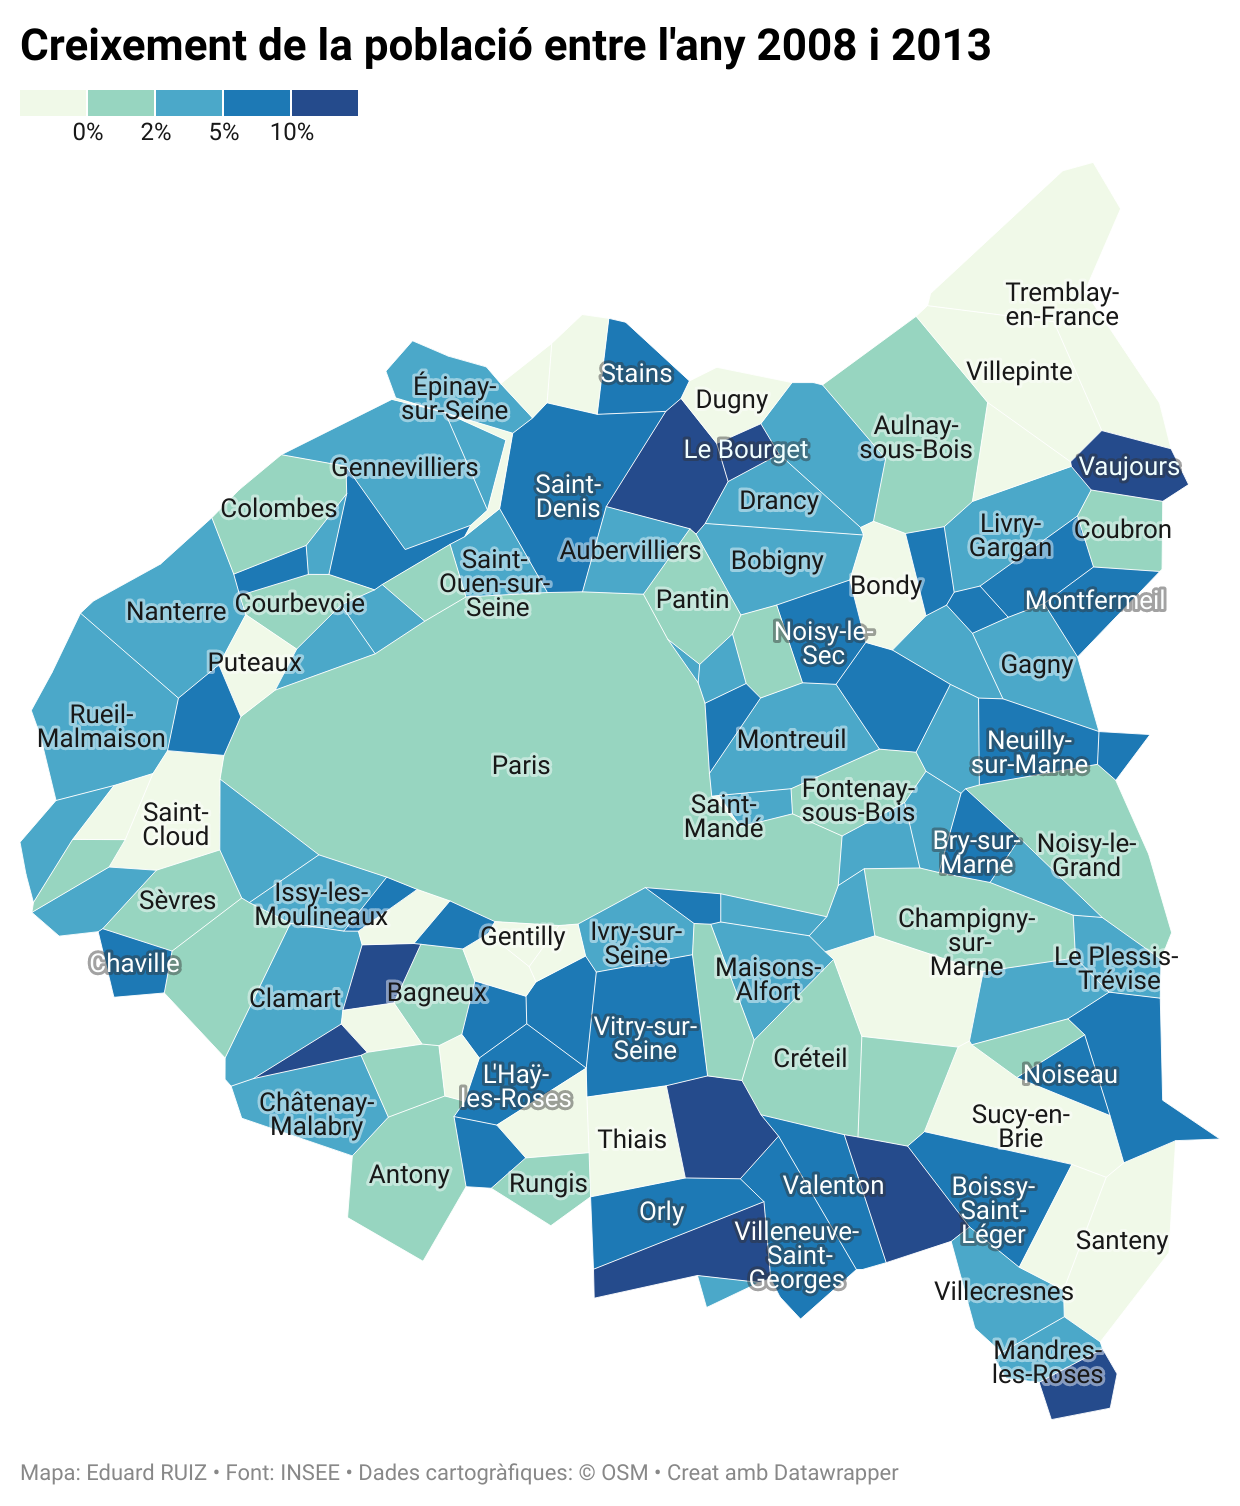 Creixement de la població entre l'any 2008 i 2013
0% 2% 5% 10%
Tremblay-
en-France
Villepinte
Stains
Épinay-
sur-Seine
Dugny
Aulnay-
sous-Bois
Le Bourget
Vaujours
Gennevilliers
Saint-
Denis
Drancy
Colombes
Livry-
Gargan
Coubron
Aubervilliers
Bobigny
Saint-
Ouen-sur-
Seine
Bondy
Pantin
Montfermeil
Nanterre
Courbevoie
Noisy-le-
Sec
Puteaux
Gagny
Rueil-
Malmaison
Montreuil
Neuilly-
sur-Marne
Paris
Saint-
Mandé
Fontenay-
sous-Bois
Saint-
Cloud
Bry-sur-
Marne
Noisy-le-
Grand
Sèvres
Issy-les-
Moulineaux
Gentilly
Ivry-sur-
Seine
Champigny-
sur-
Marne
Chaville
Maisons-
Alfort
Le Plessis-
Trévise
Clamart
Bagneux
Vitry-sur-
Seine
Créteil
L'Haÿ-
les-Roses
Noiseau
Châtenay-
Malabry
Thiais
Sucy-en-
Brie
Antony
Rungis
Valenton
Boissy-
Saint-
Léger
Orly
Villeneuve-
Saint-
Georges
Santeny
Villecresnes
Mandres-
les-Roses
Mapa: Eduard RUIZ • Font: INSEE • Dades cartogràfiques: © OSM • Creat amb Datawrapper